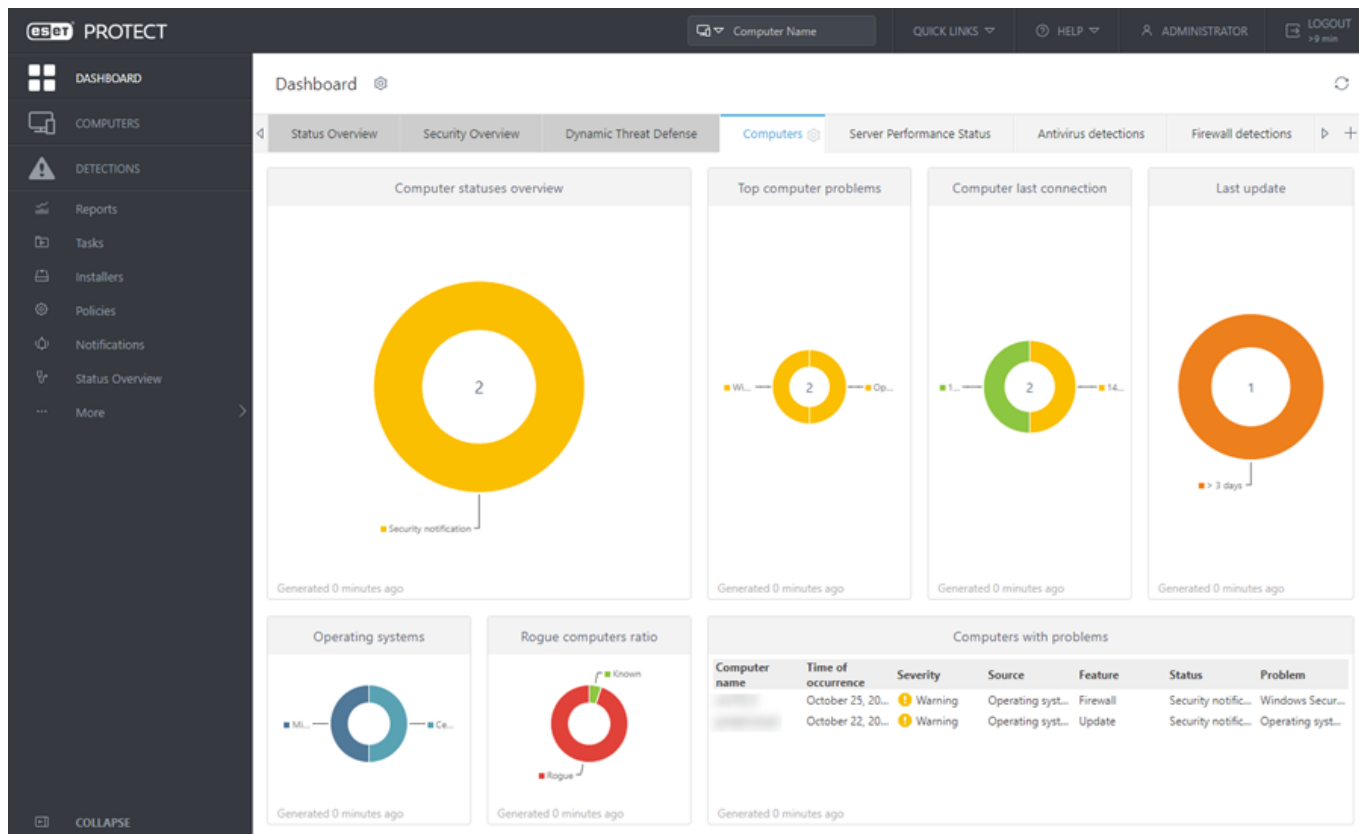 eset PROTECT
Computer Name
QUICK LINKS
HELP
ADMINISTRATOR
LOGOUT
>9 min
DASHBOARD
COMPUTERS
DETECTIONS
Reports
Tasks
Installers
Policies
Notifications
Status Overview
More
COLLAPSE
Dashboard
Status Overview
Security Overview
Dynamic Threat Defense
Computers
Server Performance Status
Antivirus detections
Firewall detections
Computer statuses overview
2
Security notification
Generated 0 minutes ago
Top computer problems
Wi...
2
Op...
Generated 0 minutes ago
Computer last connection
1...
2
14...
Generated 0 minutes ago
Last update
1
> 3 days
Generated 0 minutes ago
Operating systems
Mi...
Ce...
Generated 0 minutes ago
Rogue computers ratio
Known
Rogue
Generated 0 minutes ago
Computers with problems
Computer name Time of occurrence Severity Source Feature Status Problem
October 25, 20... Warning Operating syst... Firewall Security notific... Windows Secur...
October 22, 20... Warning Operating syst... Update Security notific... Operating syst...
Generated 0 minutes ago